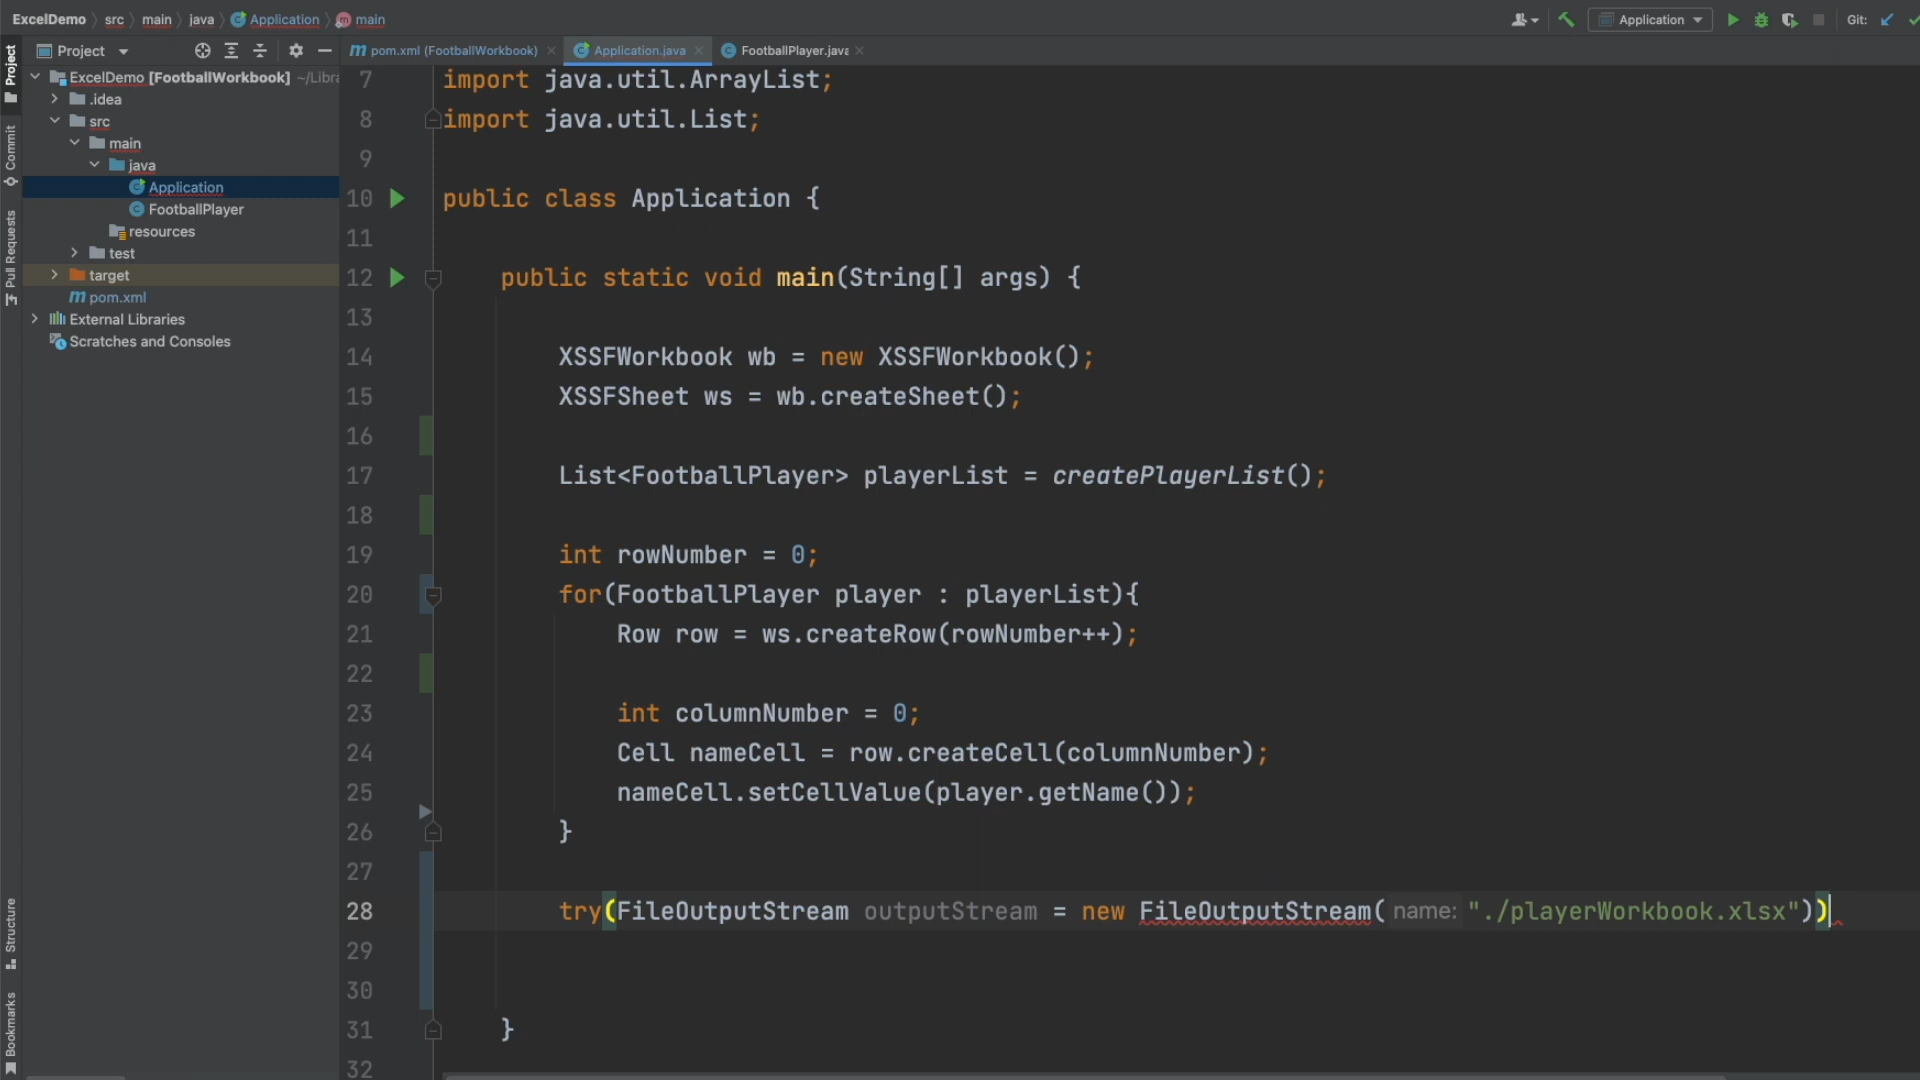 ExcelDemo src main java Application main
Application Git:
Project
pom.xml (FootballWorkbook) Application.java FootballPlayer.java
ExcelDemo [FootballWorkbook] ~/Libra
.idea
src
main
java
Application
FootballPlayer
resources
test
target
pom.xml
External Libraries
Scratches and Consoles
Project
Commit
Pull Requests
Structure
Bookmarks
7 import java.util.ArrayList;
8 import java.util.List;
9
10 public class Application {
11
12 public static void main(String[] args) {
13
14 XSSFWorkbook wb = new XSSFWorkbook();
15 XSSFSheet ws = wb.createSheet();
16
17 List<FootballPlayer> playerList = createPlayerList();
18
19 int rowNumber = 0;
20 for(FootballPlayer player : playerList){
21 Row row = ws.createRow(rowNumber++);
22
23 int columnNumber = 0;
24 Cell nameCell = row.createCell(columnNumber);
25 nameCell.setCellValue(player.getName());
26 }
27
28 try(FileOutputStream outputStream = new FileOutputStream( name: "./playerWorkbook.xlsx"))
29
30
31 }
32